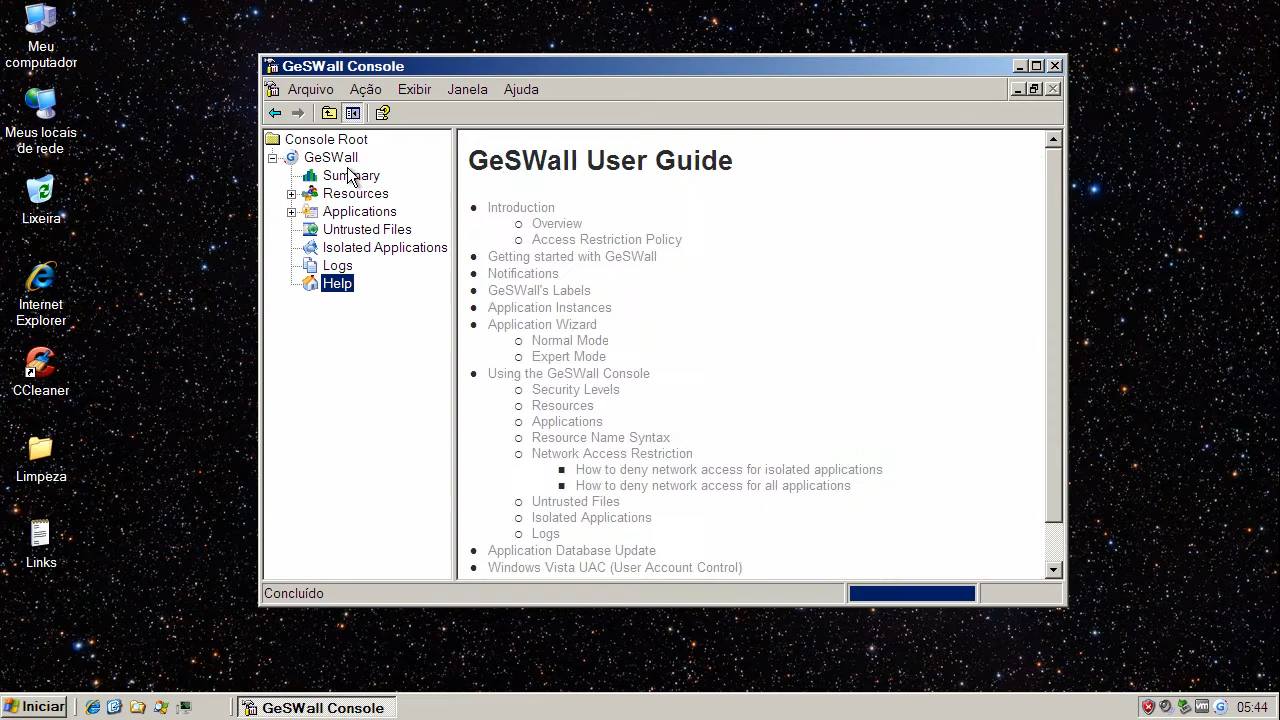 Meu
computador
Meus locais
de rede
Lixeira
Internet
Explorer
CCleaner
Limpeza
Links
GeSWall Console
Arquivo Ação Exibir Janela Ajuda
Console Root
GeSWall
Summary
Resources
Applications
Untrusted Files
Isolated Applications
Logs
Help
GeSWall User Guide
Introduction
Overview
Access Restriction Policy
Getting started with GeSWall
Notifications
GeSWall's Labels
Application Instances
Application Wizard
Normal Mode
Expert Mode
Using the GeSWall Console
Security Levels
Resources
Applications
Resource Name Syntax
Network Access Restriction
How to deny network access for isolated applications
How to deny network access for all applications
Untrusted Files
Isolated Applications
Logs
Application Database Update
Windows Vista UAC (User Account Control)
Concluído
Iniciar
GeSWall Console
05:44